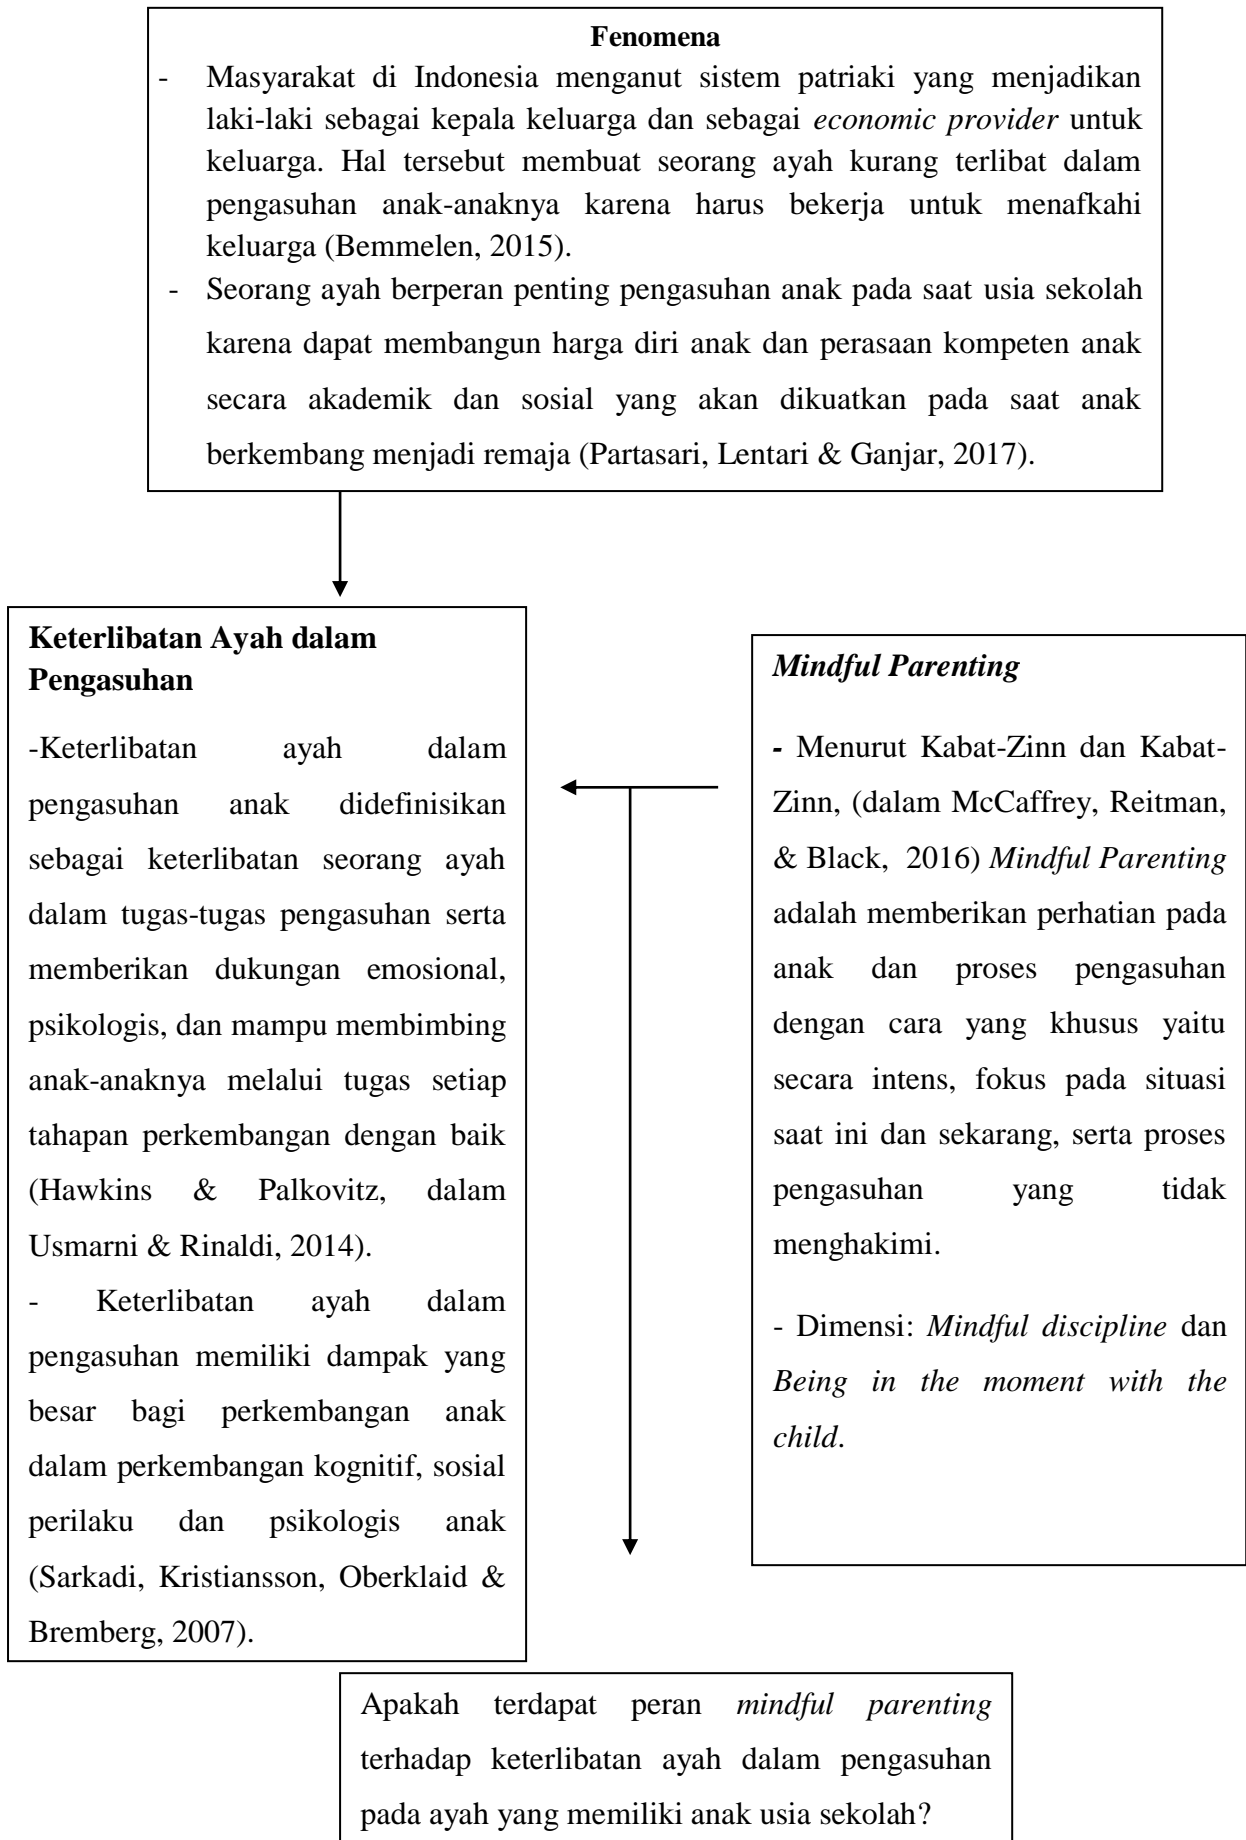 Fenomena
- Masyarakat di Indonesia menganut sistem patriaki yang menjadikan
laki-laki sebagai kepala keluarga dan sebagai economic provider untuk
keluarga. Hal tersebut membuat seorang ayah kurang terlibat dalam
pengasuhan anak-anaknya karena harus bekerja untuk menafkahi
keluarga (Bemmelen, 2015).
- Seorang ayah berperan penting pengasuhan anak pada saat usia sekolah
karena dapat membangun harga diri anak dan perasaan kompeten anak
secara akademik dan sosial yang akan dikuatkan pada saat anak
berkembang menjadi remaja (Partasari, Lentari & Ganjar, 2017).
Keterlibatan Ayah dalam
Pengasuhan
-Keterlibatan ayah dalam
pengasuhan anak didefinisikan
sebagai keterlibatan seorang ayah
dalam tugas-tugas pengasuhan serta
memberikan dukungan emosional,
psikologis, dan mampu membimbing
anak-anaknya melalui tugas setiap
tahapan perkembangan dengan baik
(Hawkins & Palkovitz, dalam
Usmarni & Rinaldi, 2014).
- Keterlibatan ayah dalam
pengasuhan memiliki dampak yang
besar bagi perkembangan anak
dalam perkembangan kognitif, sosial
perilaku dan psikologis anak
(Sarkadi, Kristiansson, Oberklaid &
Bremberg, 2007).
Mindful Parenting
- Menurut Kabat-Zinn dan Kabat-
Zinn, (dalam McCaffrey, Reitman,
& Black, 2016) Mindful Parenting
adalah memberikan perhatian pada
anak dan proses pengasuhan
dengan cara yang khusus yaitu
secara intens, fokus pada situasi
saat ini dan sekarang, serta proses
pengasuhan yang tidak
menghakimi.
- Dimensi: Mindful discipline dan
Being in the moment with the
child.
Apakah terdapat peran mindful parenting
terhadap keterlibatan ayah dalam pengasuhan
pada ayah yang memiliki anak usia sekolah?